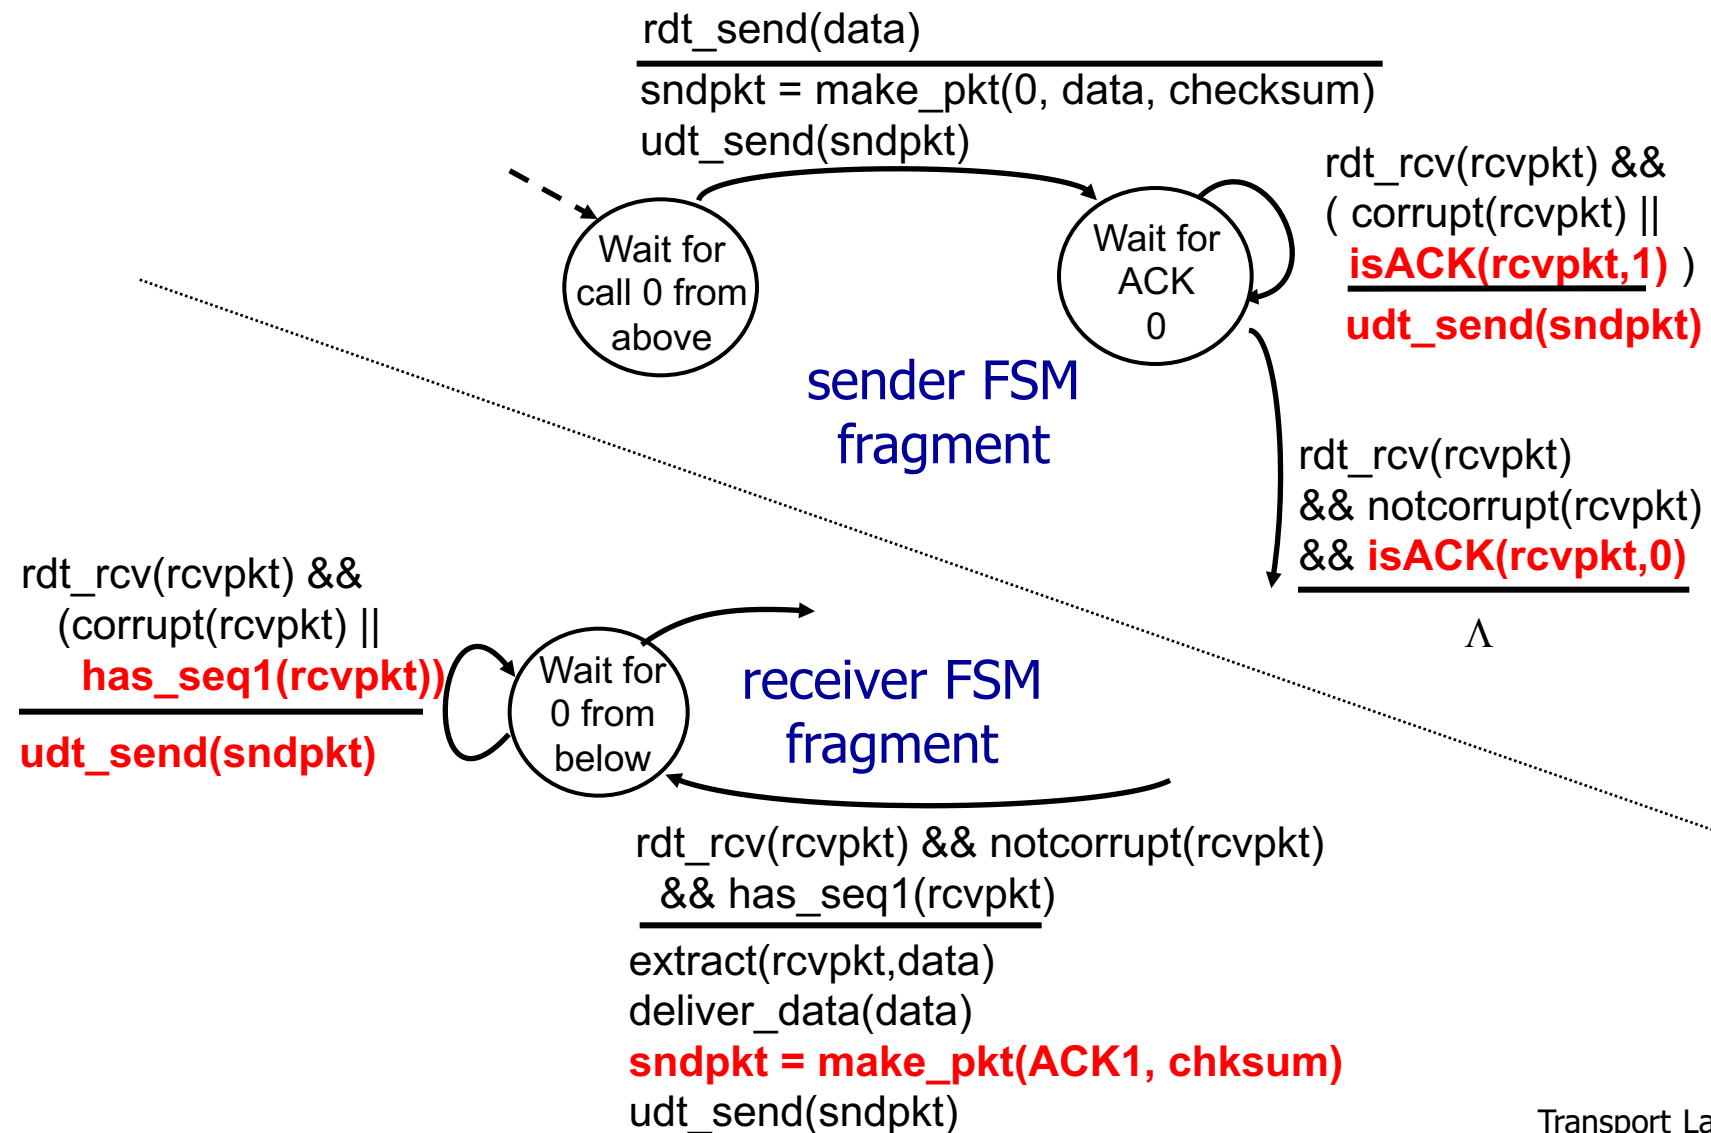 rdt_send(data)
sndpkt = make_pkt(0, data, checksum)
udt_send(sndpkt)
Wait for
call 0 from
above
Wait for
ACK
0
rdt_rcv(rcvpkt) &&
( corrupt(rcvpkt) ||
isACK(rcvpkt,1) )
udt_send(sndpkt)
sender FSM
fragment
rdt_rcv(rcvpkt)
&& notcorrupt(rcvpkt)
&& isACK(rcvpkt,0)
Λ
rdt_rcv(rcvpkt) &&
(corrupt(rcvpkt) ||
has_seq1(rcvpkt))
udt_send(sndpkt)
Wait for
0 from
below
receiver FSM
fragment
rdt_rcv(rcvpkt) && notcorrupt(rcvpkt)
&& has_seq1(rcvpkt)
extract(rcvpkt,data)
deliver_data(data)
sndpkt = make_pkt(ACK1, chksum)
udt_send(sndpkt)
Transport La